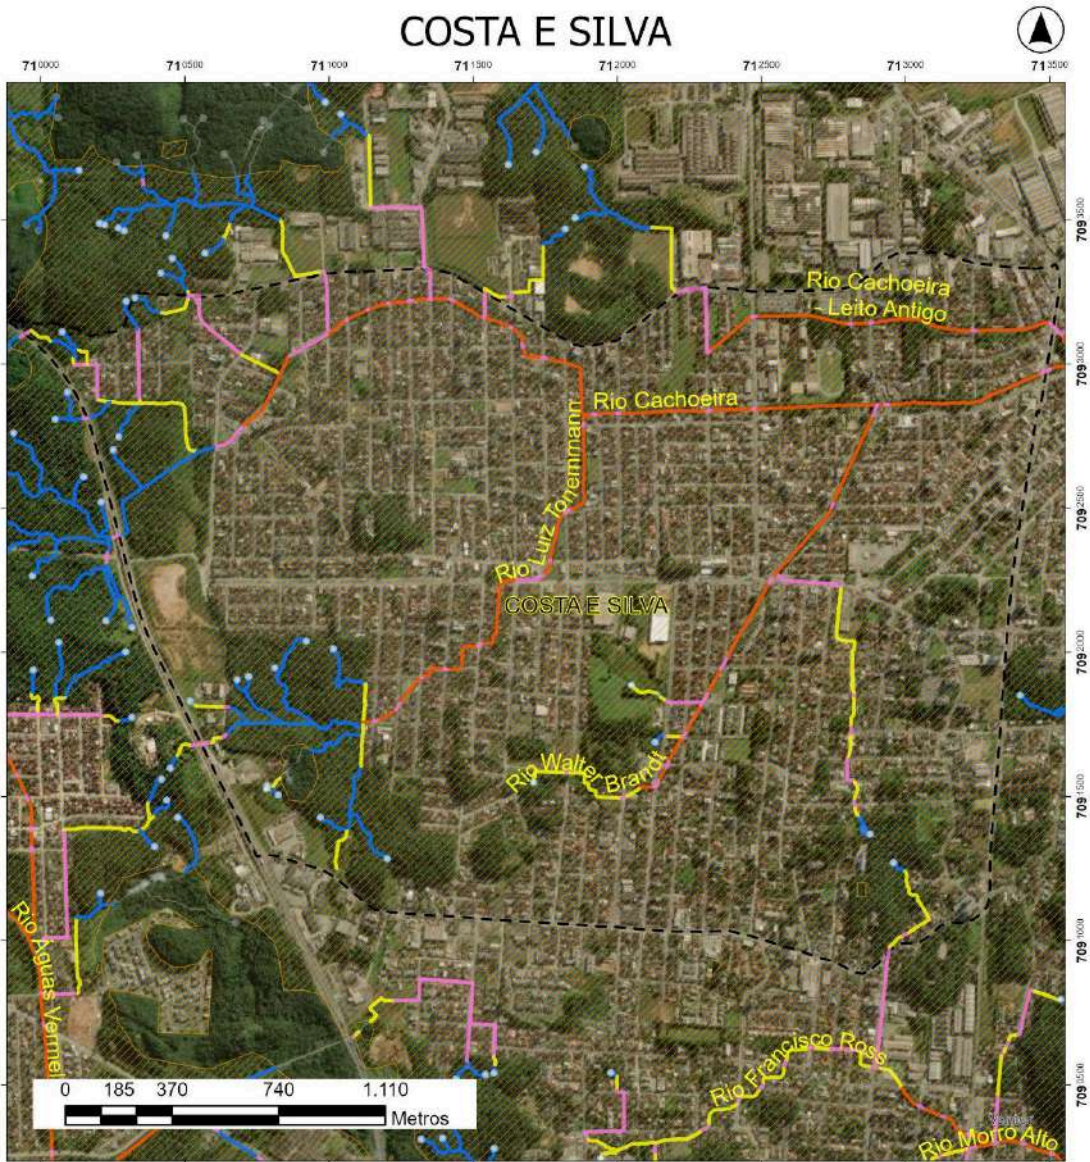 COSTA E SILVA
710000
710500
711000
711500
712000
712500
713000
713500
7093500
Rio Cachoeira
- Leito Antigo
7093000
Rio Cachoeira
Rio Luiz Tonemmann
7092500
COSTA E SILVA
7092000
Rio Walter Brandt
7091500
Rio Aguas Vermel
7091000
Rio Francisco Ross
7090500
0 185 370 740 1.110
Metros
Rio Morro Alto